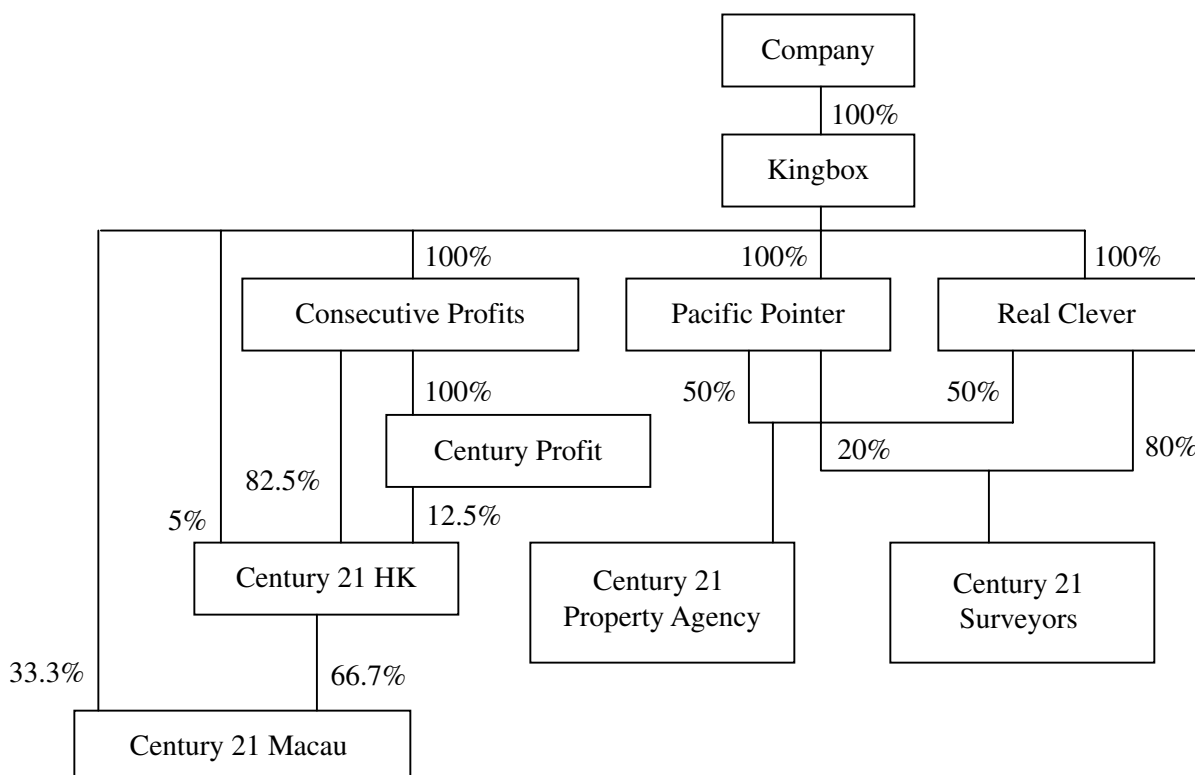 Company
100%
Kingbox
100%
100%
100%
Consecutive Profits
Pacific Pointer
Real Clever
100%
50%
50%
Century Profit
20%
80%
82.5%
12.5%
5%
Century 21 HK
Century 21
Property Agency
Century 21
Surveyors
33.3%
66.7%
Century 21 Macau